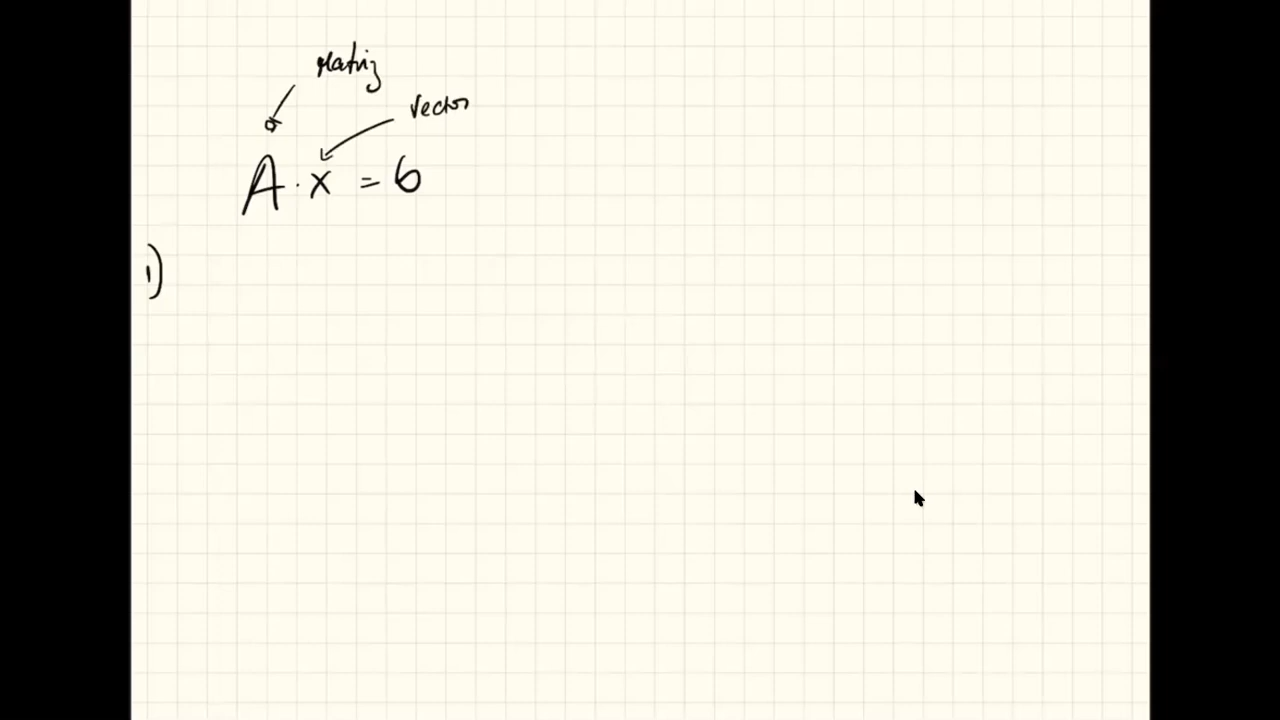 Matriz
vector
A · x = b
1)